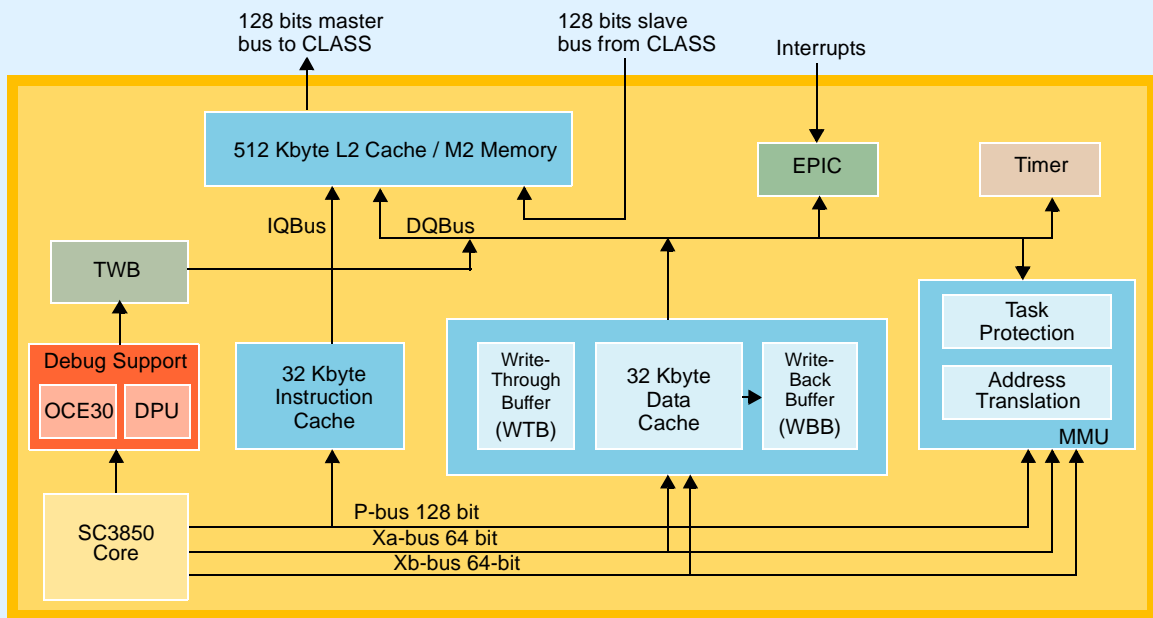 128 bits master
bus to CLASS
128 bits slave
bus from CLASS
Interrupts
512 Kbyte L2 Cache / M2 Memory
EPIC
Timer
IQBus
DQBus
TWB
Task
Protection
Address
Translation
MMU
Debug Support
OCE30
DPU
32 Kbyte
Instruction
Cache
Write-
Through
Buffer
(WTB)
32 Kbyte
Data
Cache
Write-
Back
Buffer
(WBB)
SC3850
Core
P-bus 128 bit
Xa-bus 64 bit
Xb-bus 64-bit